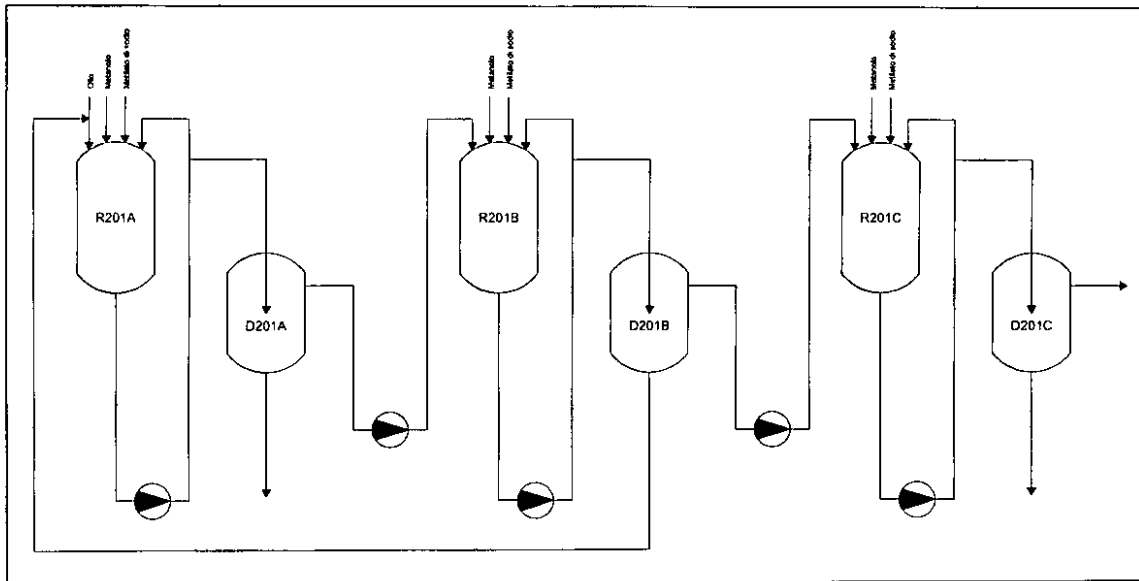 Olio
Metanolo
Metilato di sodio
Metanolo
Metilato di sodio
Metanolo
Metilato di sodio
R201A
R201B
R201C
D201A
D201B
D201C